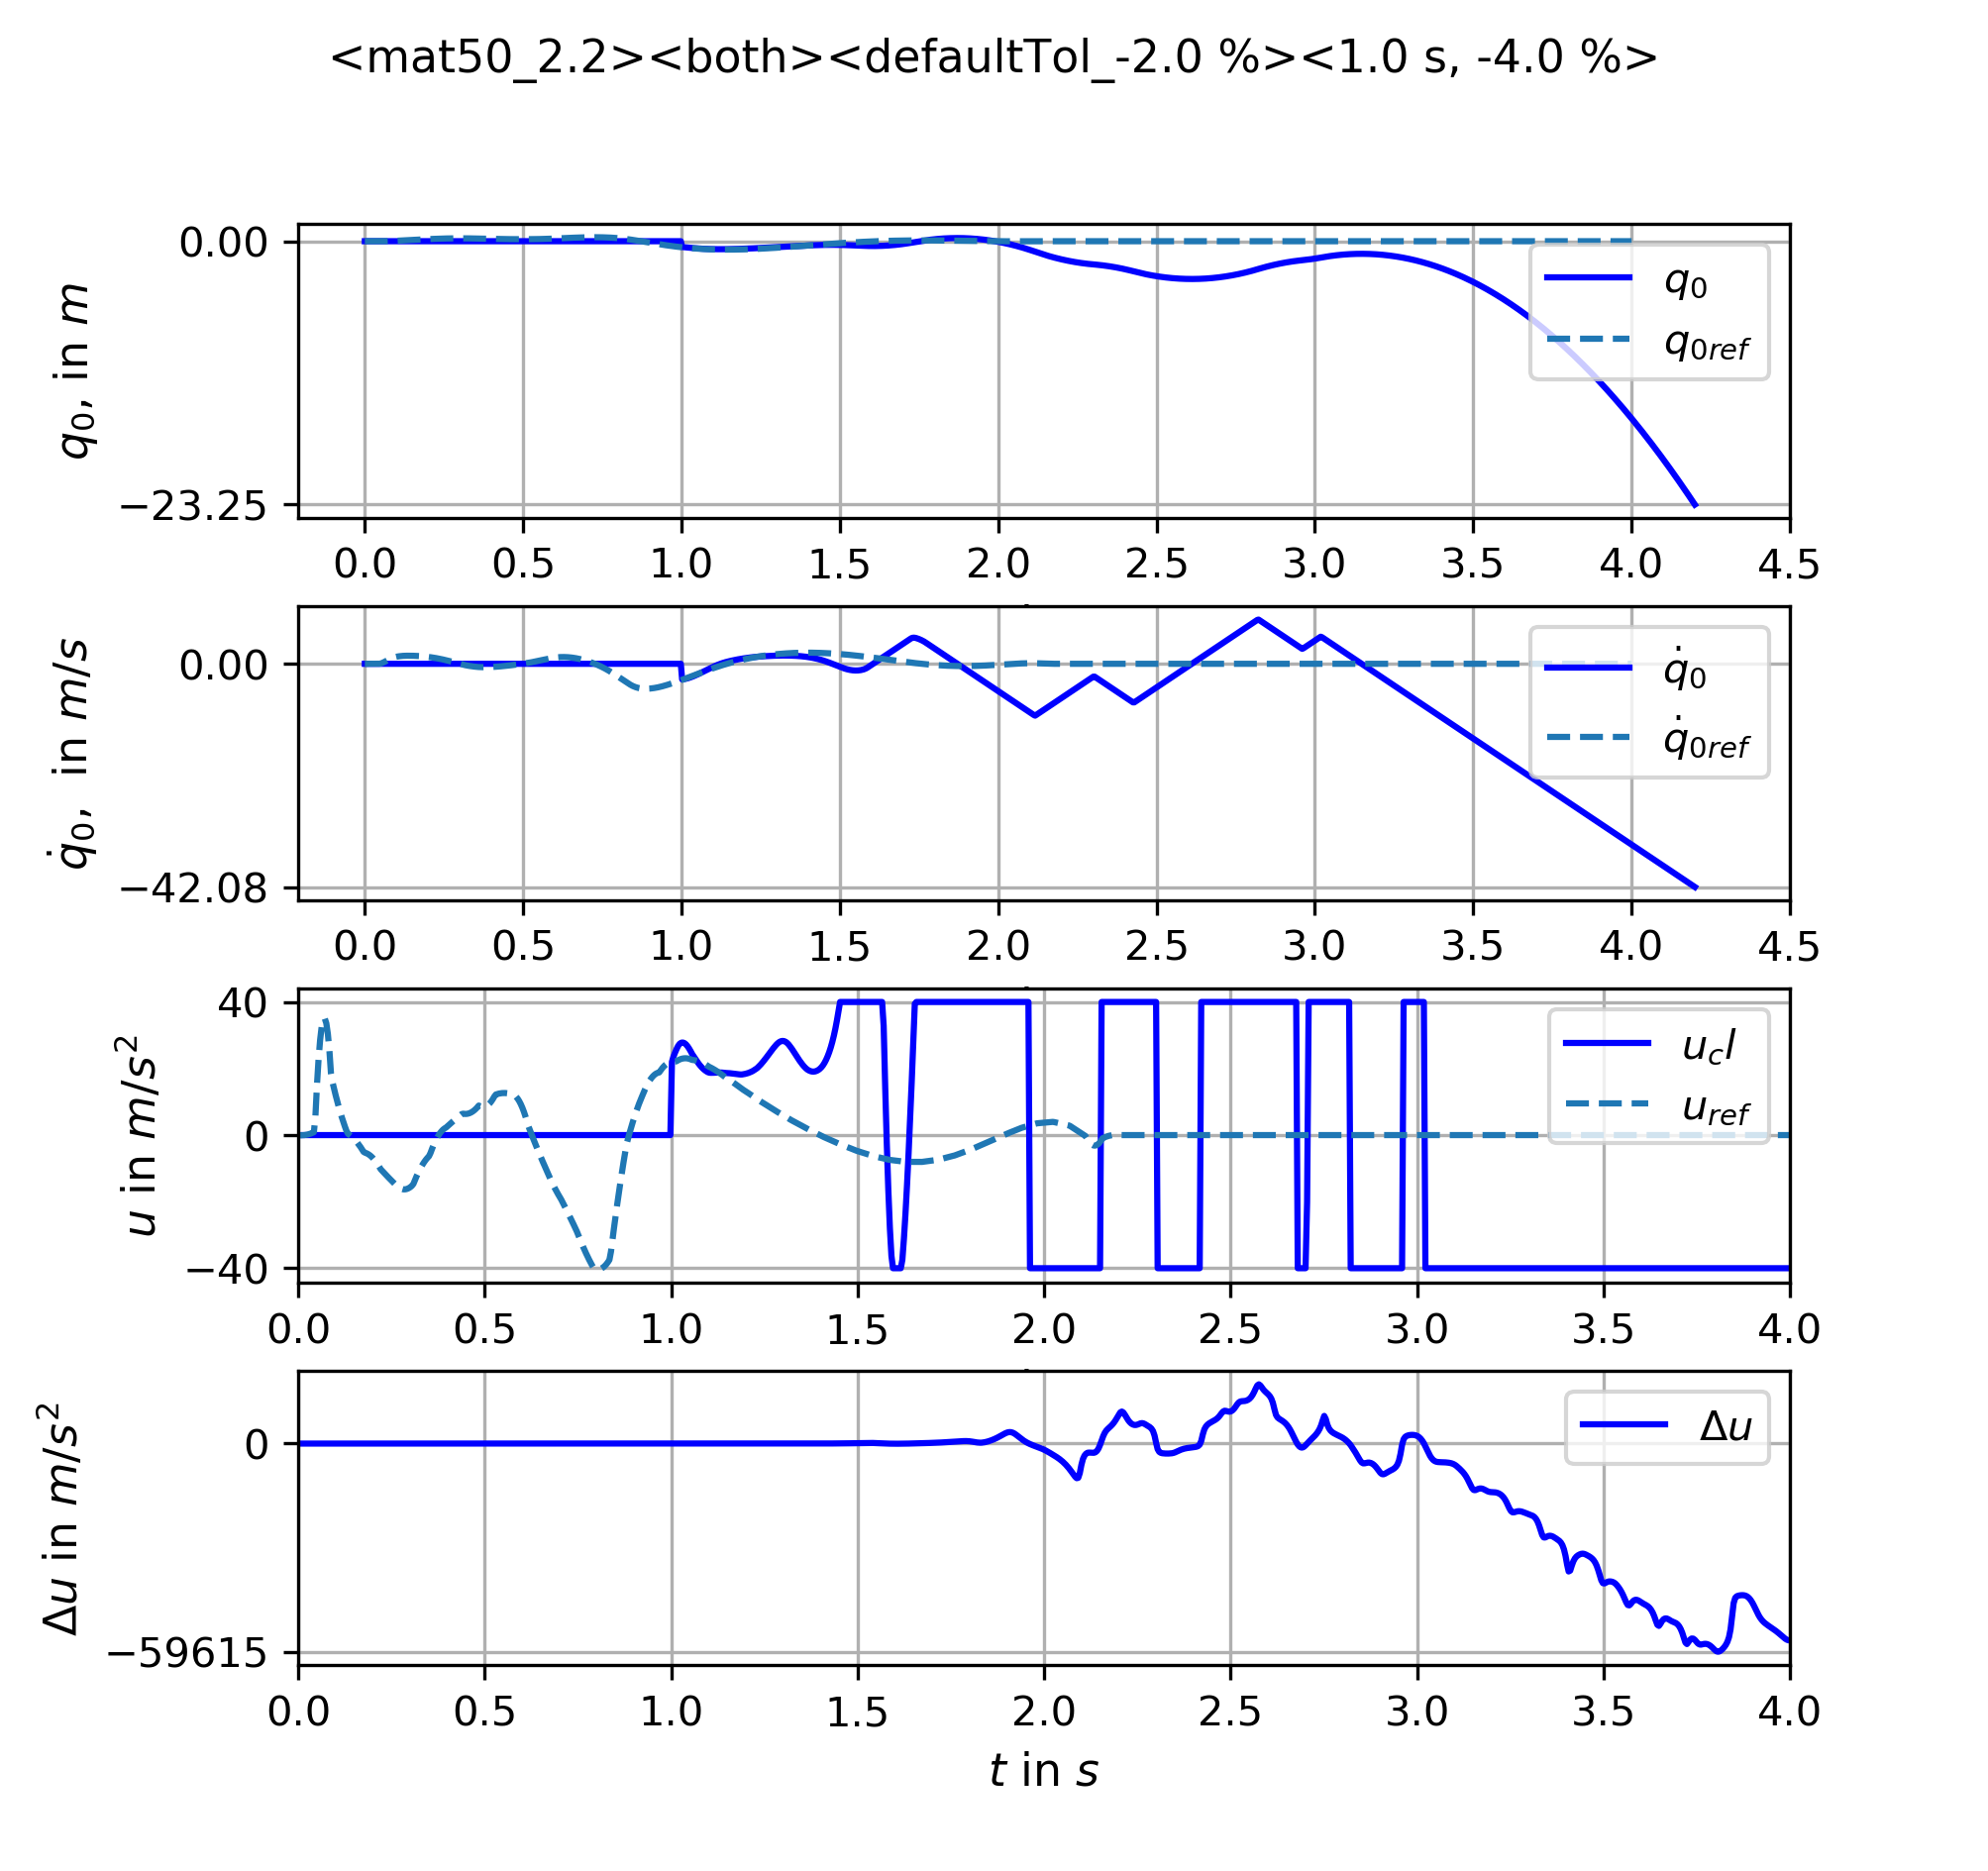 <mat50_2.2><both><defaultTol_-2.0 %><1.0 s, -4.0 %>
q₀, in m
0.00
−23.25
q₀
q₀ref
0.0 0.5 1.0 1.5 2.0 2.5 3.0 3.5 4.0 4.5
q̇₀, in m/s
0.00
−42.08
q̇₀
q̇₀ref
0.0 0.5 1.0 1.5 2.0 2.5 3.0 3.5 4.0 4.5
u in m/s²
40
0
−40
u_cl
u_ref
0.0 0.5 1.0 1.5 2.0 2.5 3.0 3.5 4.0
Δu in m/s²
0
−59615
Δu
0.0 0.5 1.0 1.5 2.0 2.5 3.0 3.5 4.0
t in s